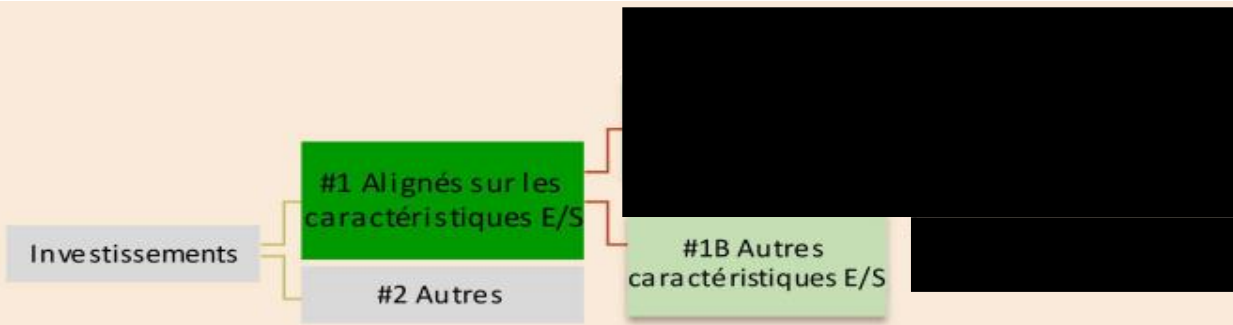 #1 Alignés sur les
caractéristiques E/S
#1B Autres
caractéristiques E/S
Investissements
#2 Autres